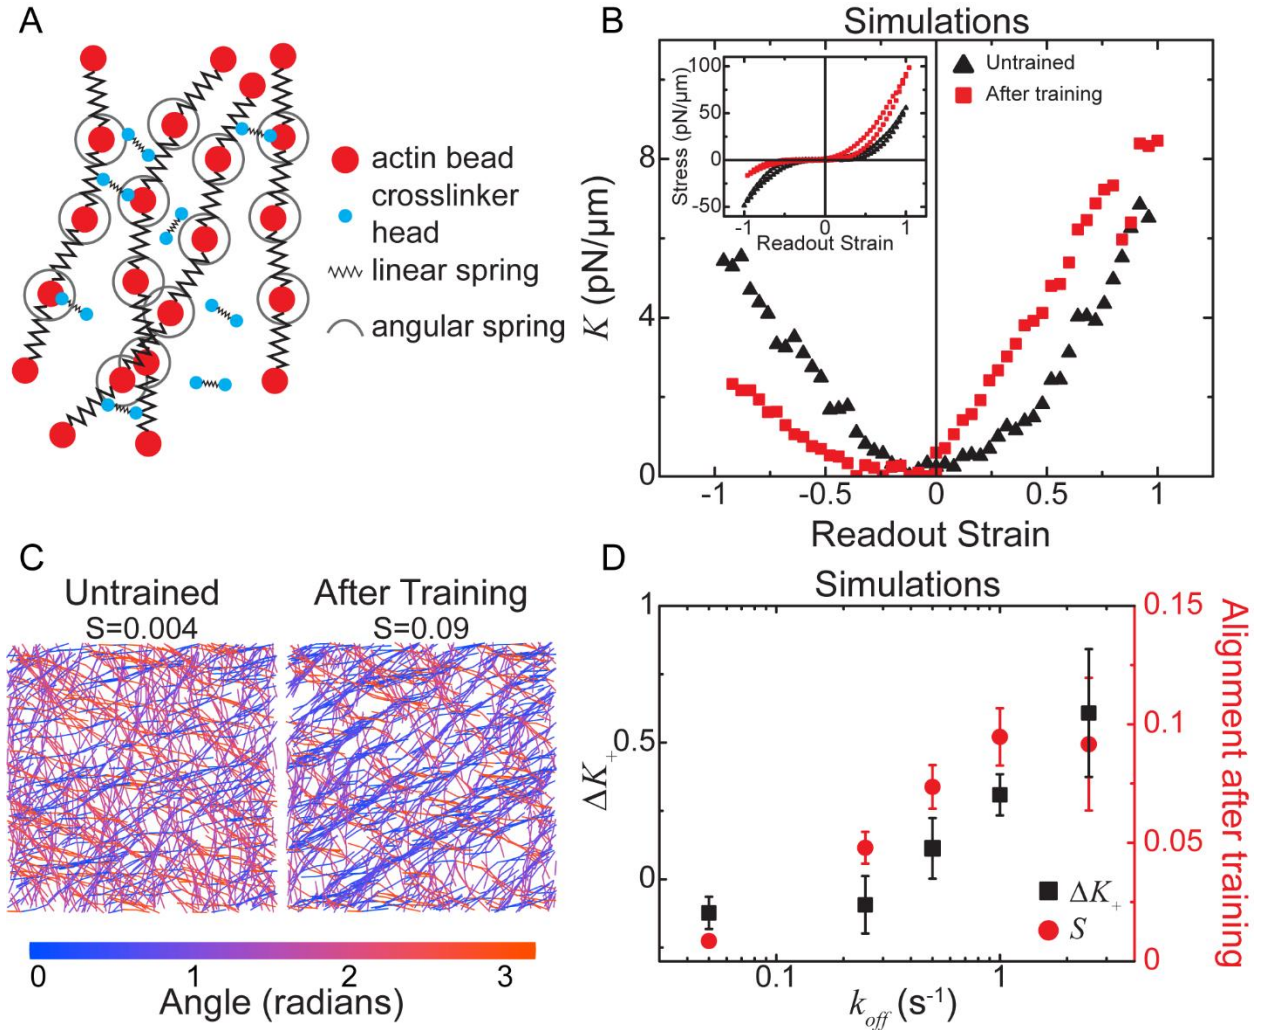 A
actin bead
crosslinker
head
linear spring
angular spring
B
Simulations
Untrained
After training
K (pN/μm)
8
4
0
-1
-0.5
0
0.5
1
Readout Strain
Stress (pN/μm)
100
50
0
-50
-1
0
1
Readout Strain
C
Untrained
S=0.004
After Training
S=0.09
0
1
2
3
Angle (radians)
D
Simulations
ΔK+
1
0.5
0
0.1
1
koff (s-1)
0.15
0.1
0.05
0
Alignment after training
ΔK+
S